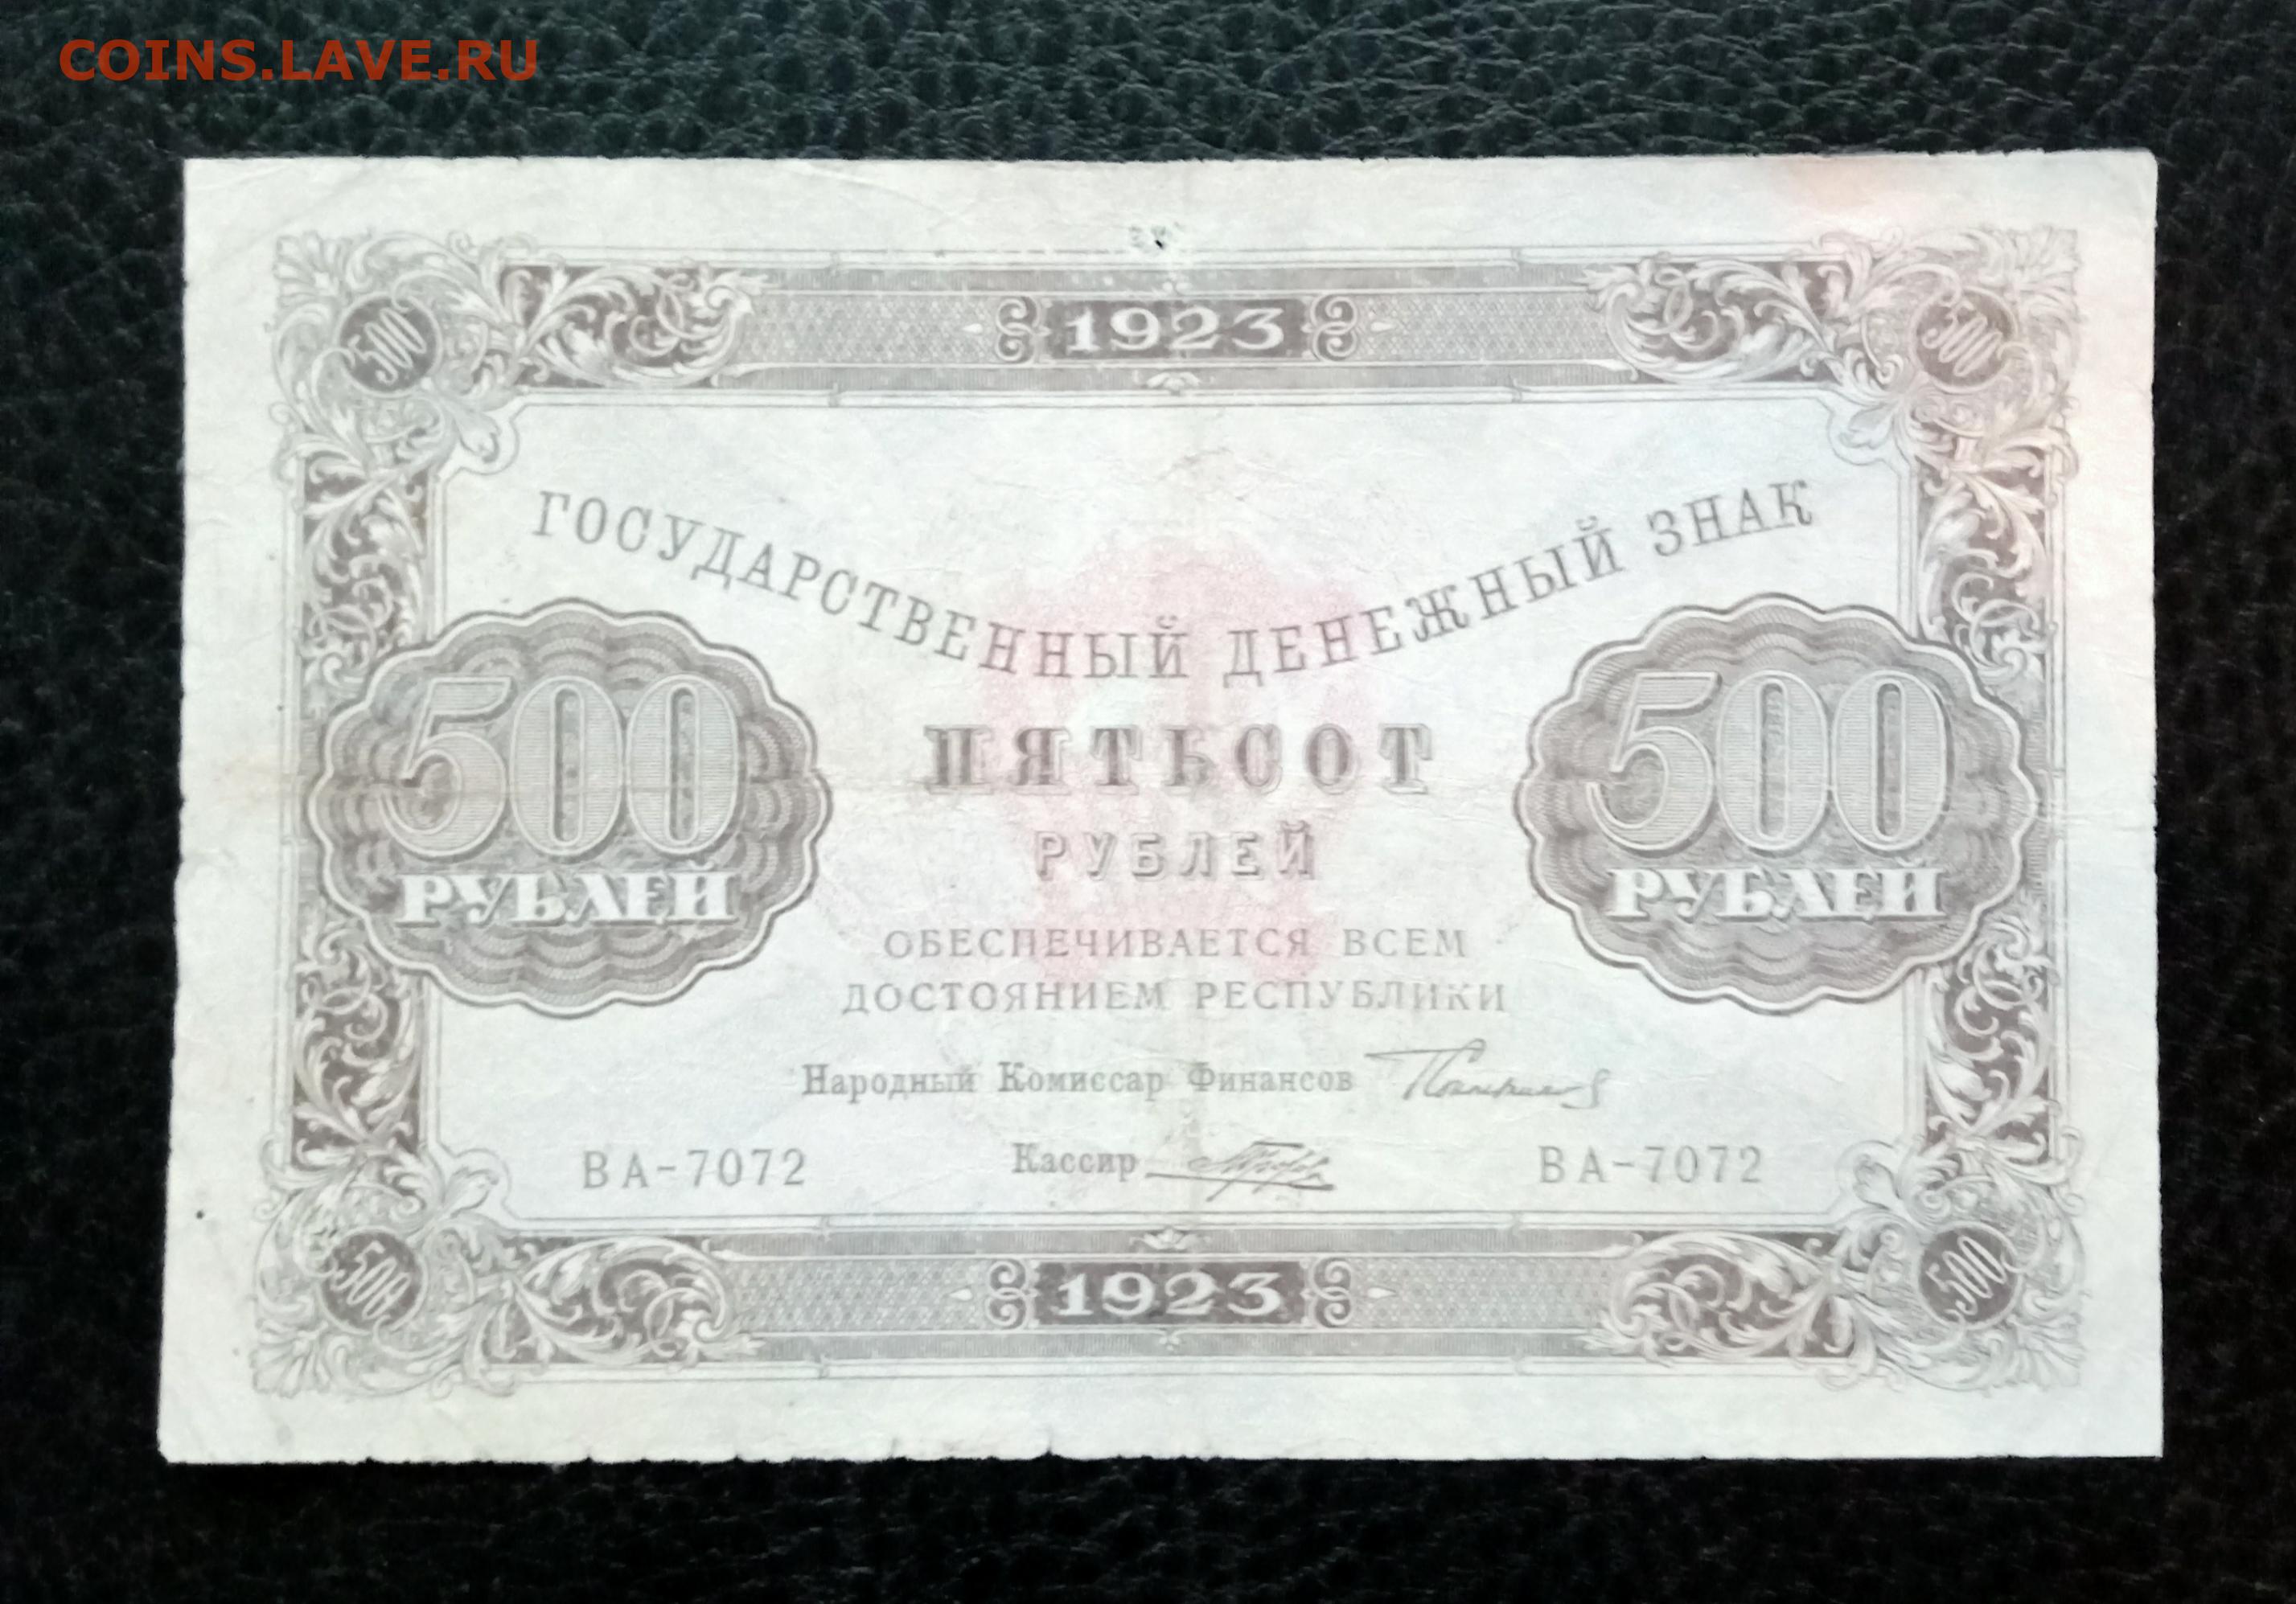 COINS.LAVE.RU
1923
500 500
ГОСУДАРСТВЕННЫЙ ДЕНЕЖНЫЙ ЗНАК
500 РУБЛЕЙ
ПЯТЬСОТ
РУБЛЕЙ
500 РУБЛЕЙ
ОБЕСПЕЧИВАЕТСЯ ВСЕМ
ДОСТОЯНИЕМ РЕСПУБЛИКИ
Народный Комиссар Финансов
ВА-7072 Кассир ВА-7072
500 500
1923